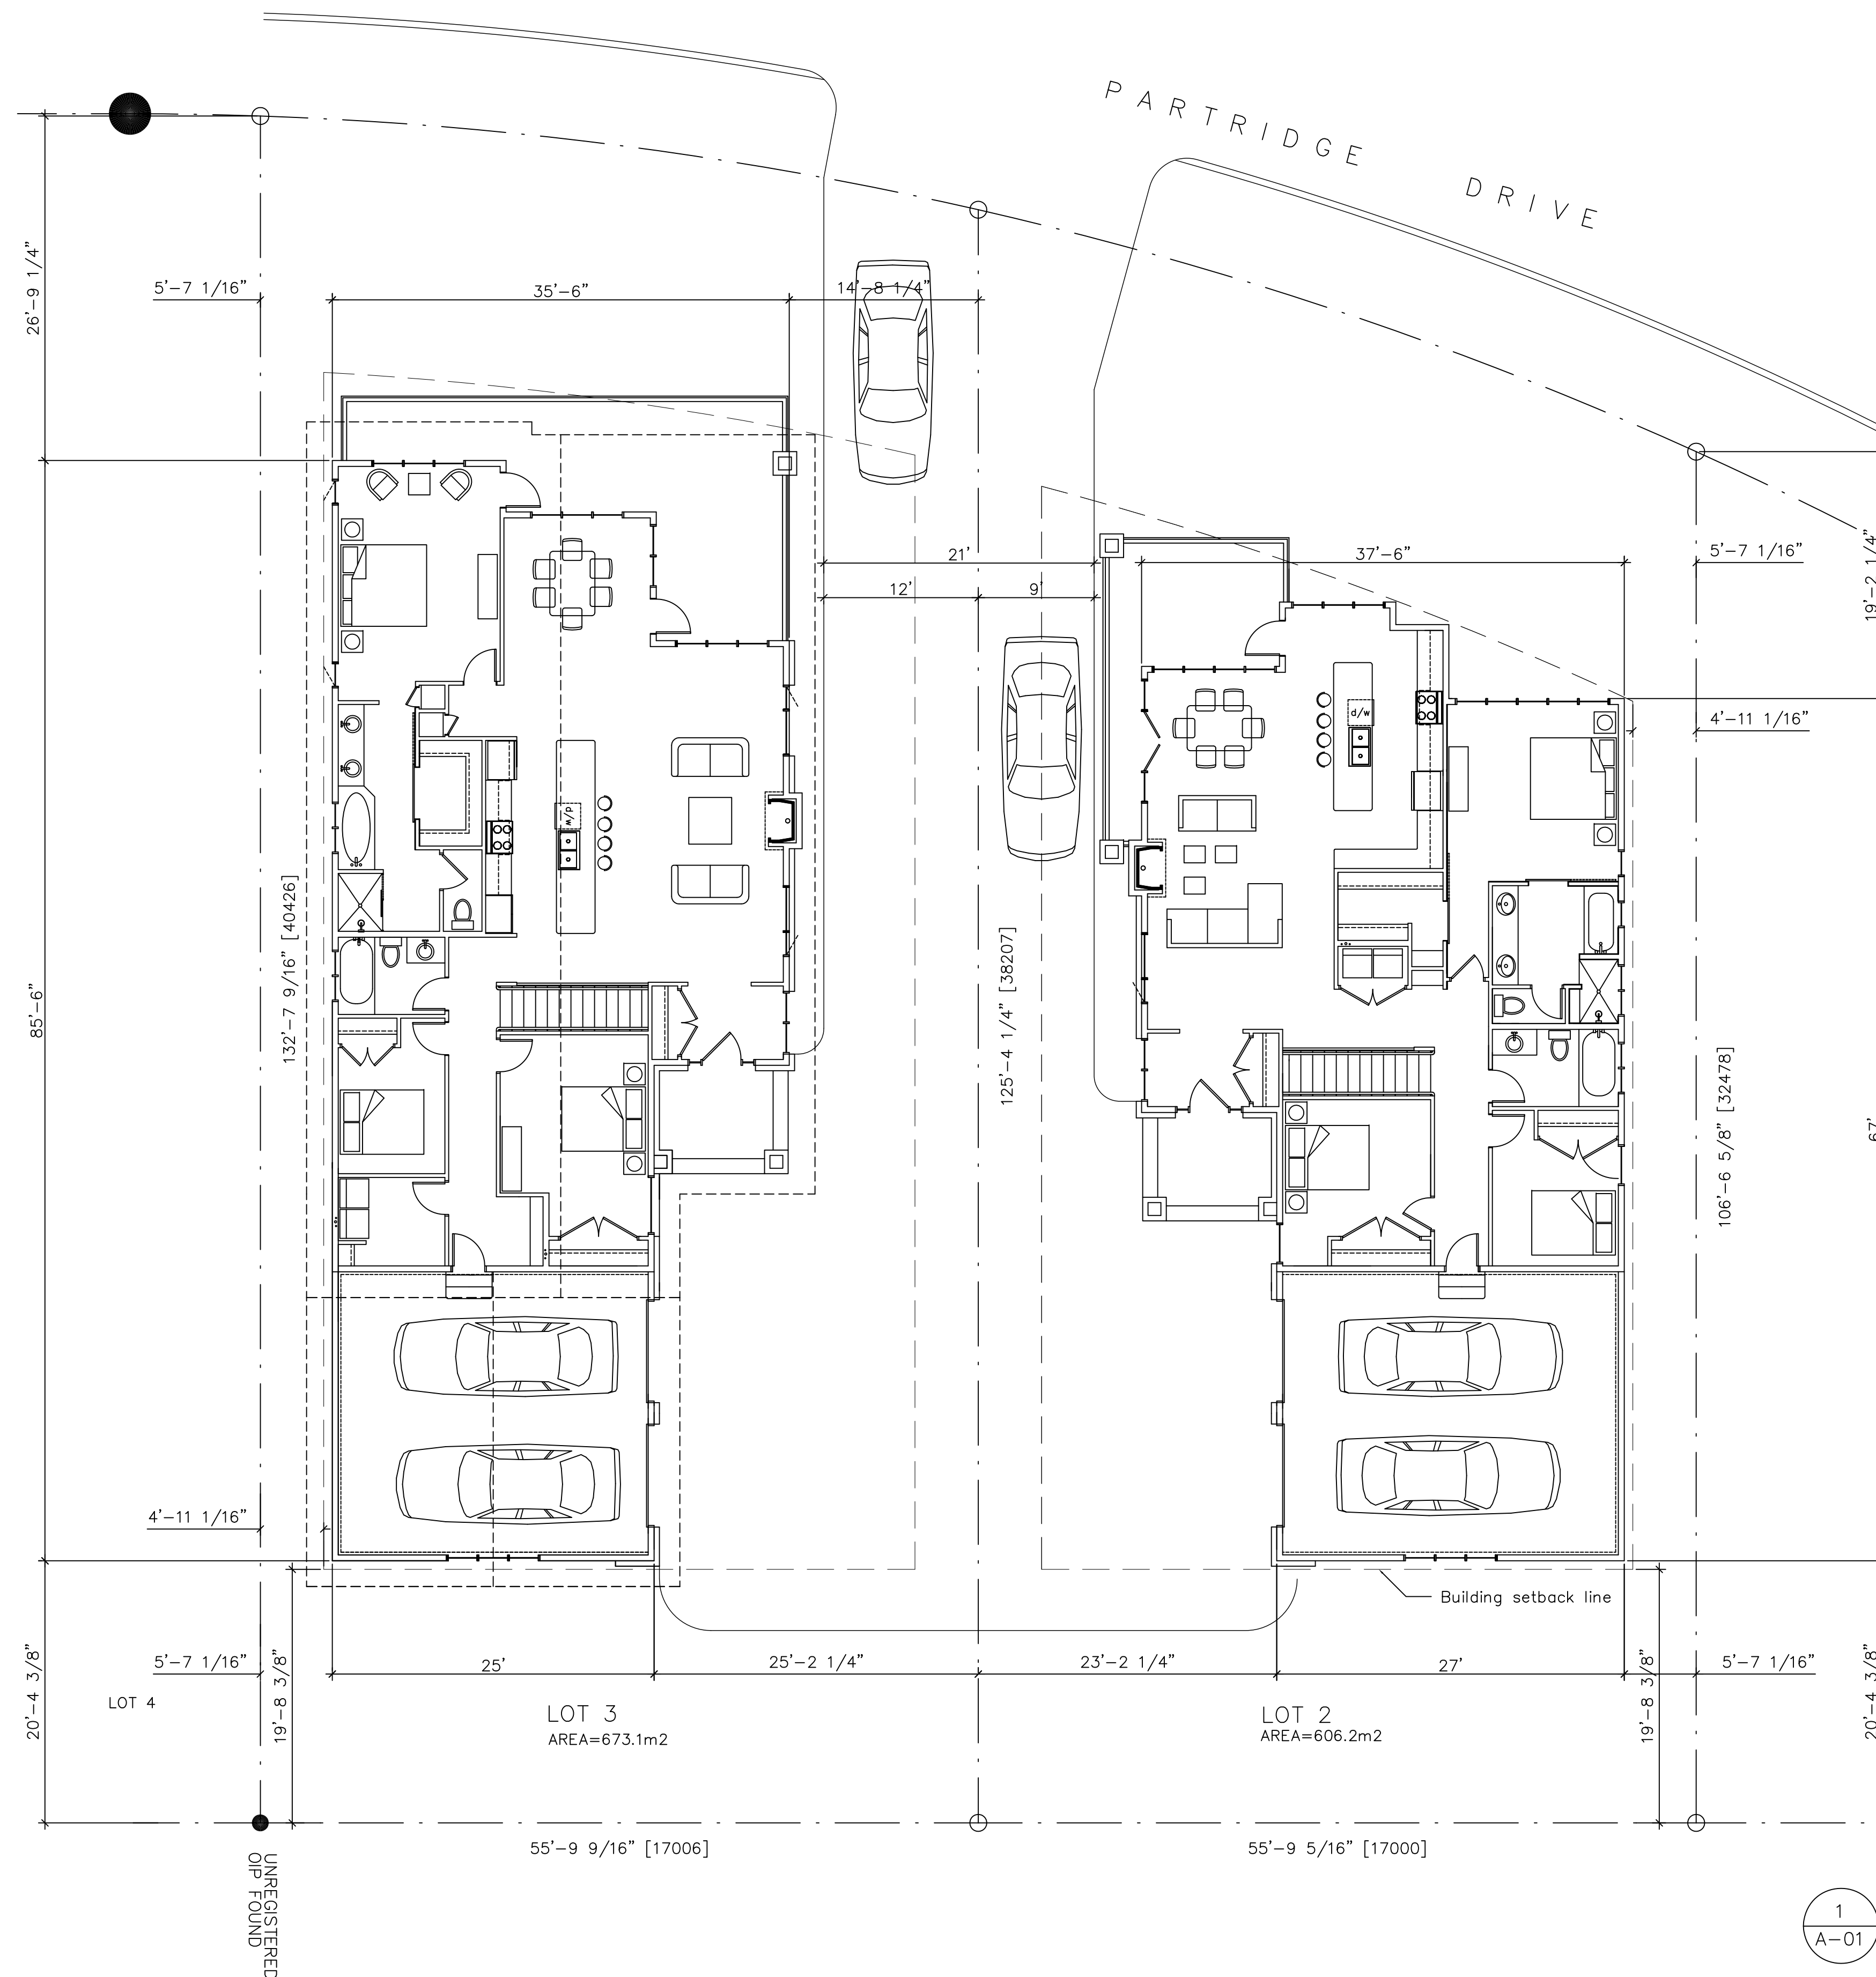 PARTRIDGE DRIVE
26'-9 1/4"
5'-7 1/16"
35'-6"
14'-8 1/4"
21'
12'
9'
37'-6"
5'-7 1/16"
19'-2 1/4"
4'-11 1/16"
d/w
d/w
132'-7 9/16" [40426]
85'-6"
125'-4 1/4" [38207]
106'-6 5/8" [32478]
67'
4'-11 1/16"
Building setback line
20'-4 3/8"
5'-7 1/16"
19'-8 3/8"
25'
25'-2 1/4"
23'-2 1/4"
27'
19'-8 3/8"
5'-7 1/16"
20'-4 3/8"
LOT 4
LOT 3
AREA=673.1m2
LOT 2
AREA=606.2m2
55'-9 9/16" [17006]
55'-9 5/16" [17000]
UNREGISTERED
OIP FOUND
1
A-01